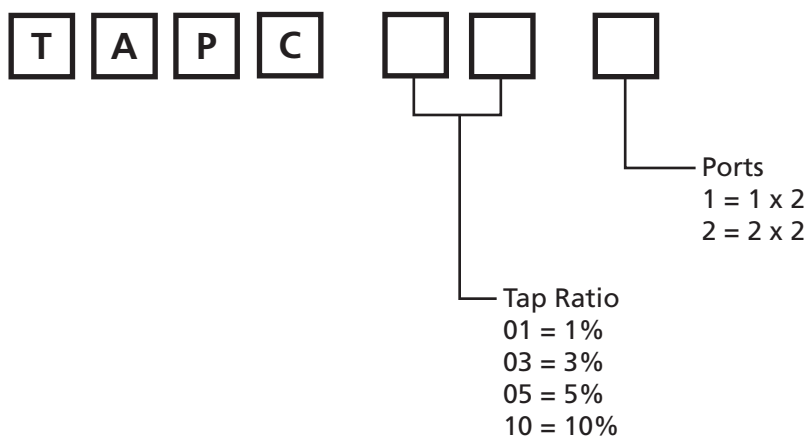 T A P C
Ports
1 = 1 x 2
2 = 2 x 2
Tap Ratio
01 = 1%
03 = 3%
05 = 5%
10 = 10%